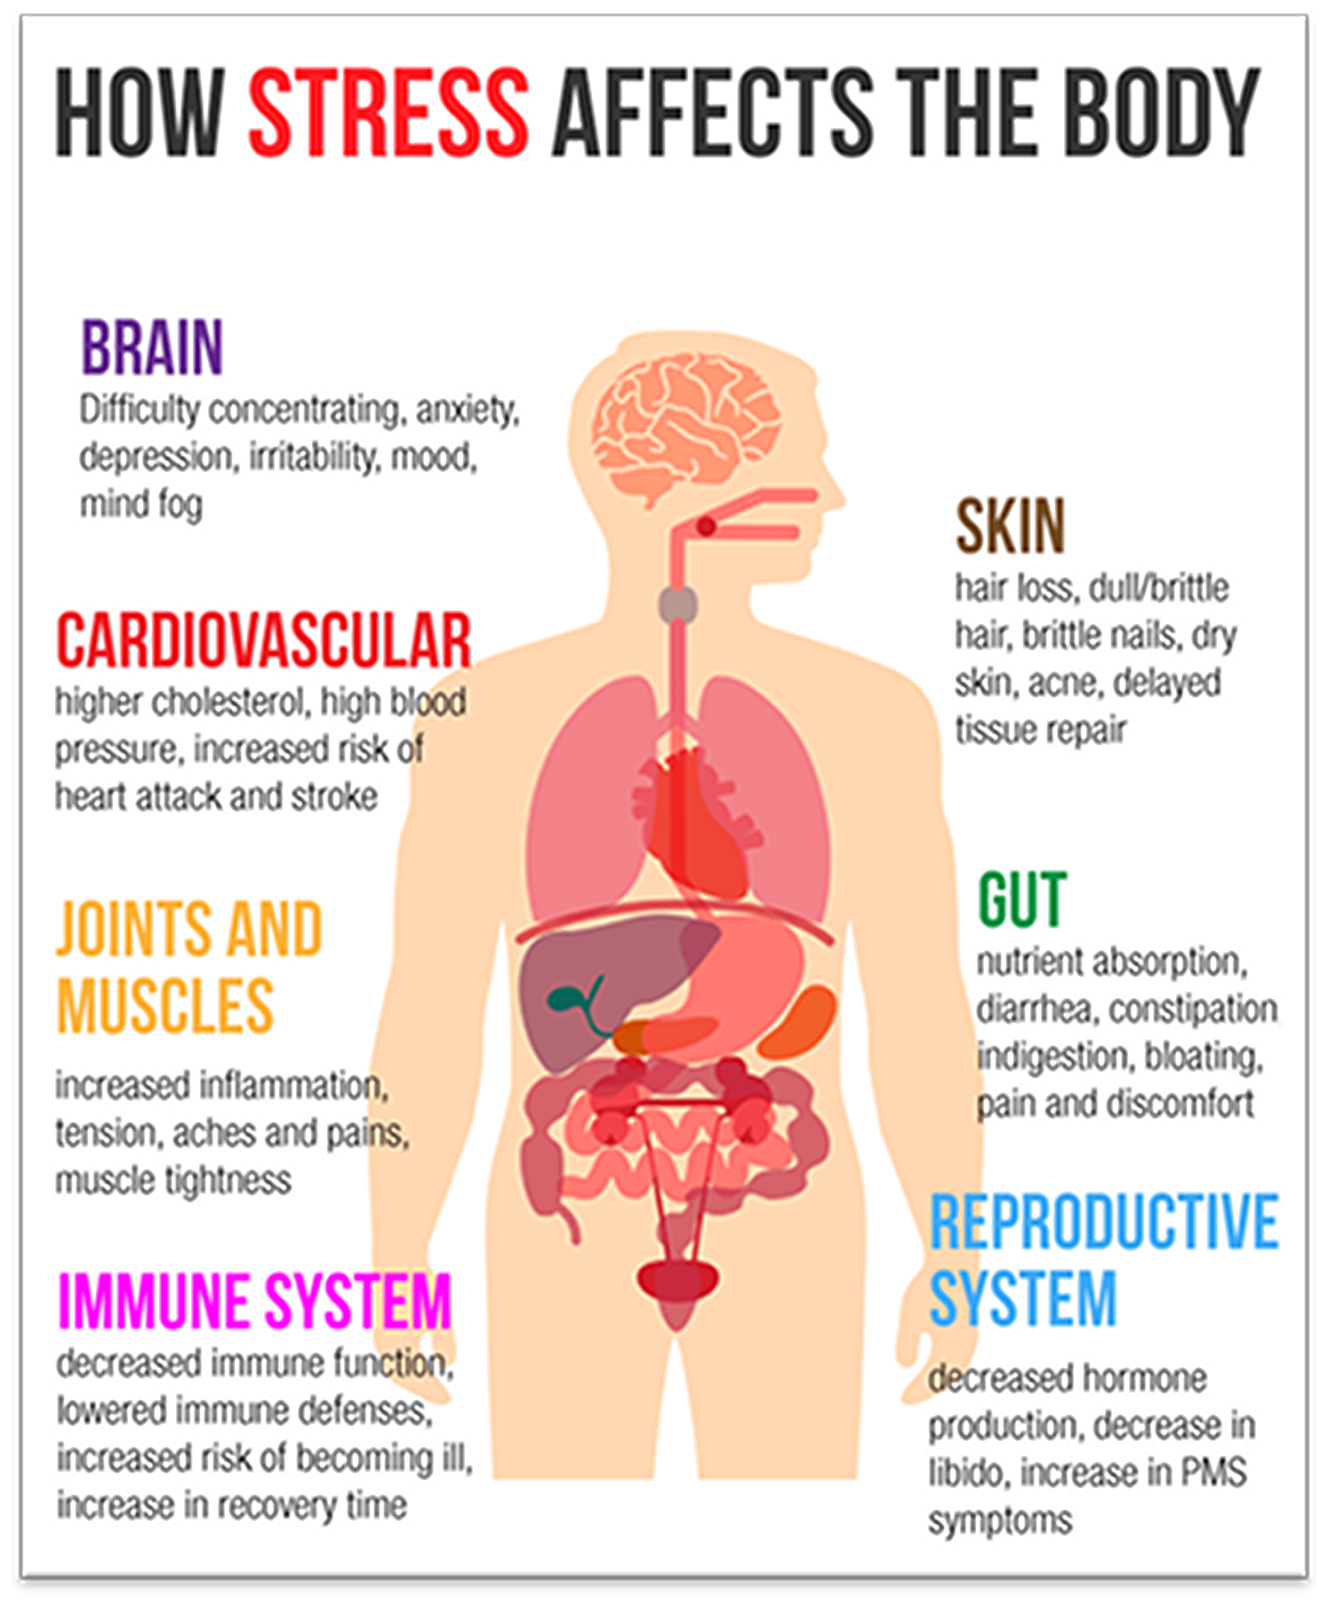 HOW STRESS AFFECTS THE BODY
BRAIN
Difficulty concentrating, anxiety,
depression, irritability, mood,
mind fog
CARDIOVASCULAR
higher cholesterol, high blood
pressure, increased risk of
heart attack and stroke
JOINTS AND
MUSCLES
increased inflammation,
tension, aches and pains,
muscle tightness
IMMUNE SYSTEM
decreased immune function,
lowered immune defenses,
increased risk of becoming ill,
increase in recovery time
SKIN
hair loss, dull/brittle
hair, brittle nails, dry
skin, acne, delayed
tissue repair
GUT
nutrient absorption,
diarrhea, constipation
indigestion, bloating,
pain and discomfort
REPRODUCTIVE
SYSTEM
decreased hormone
production, decrease in
libido, increase in PMS
symptoms